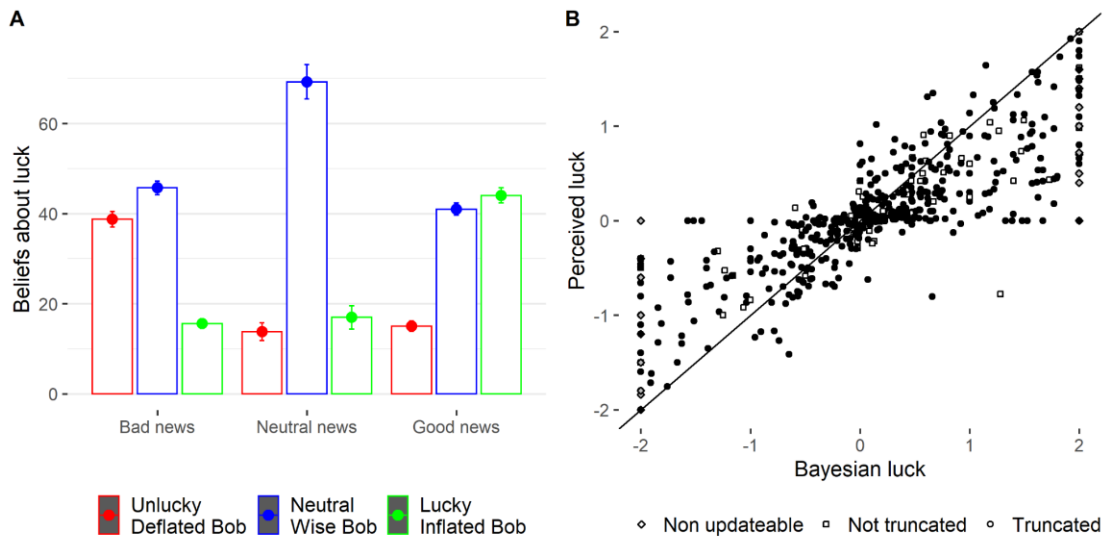 A
Beliefs about luck
60
40
20
0
Bad news
Neutral news
Good news
Unlucky
Deflated Bob
Neutral
Wise Bob
Lucky
Inflated Bob
B
Perceived luck
2
1
0
-1
-2
-2
-1
0
1
2
Bayesian luck
Non updateable
Not truncated
Truncated